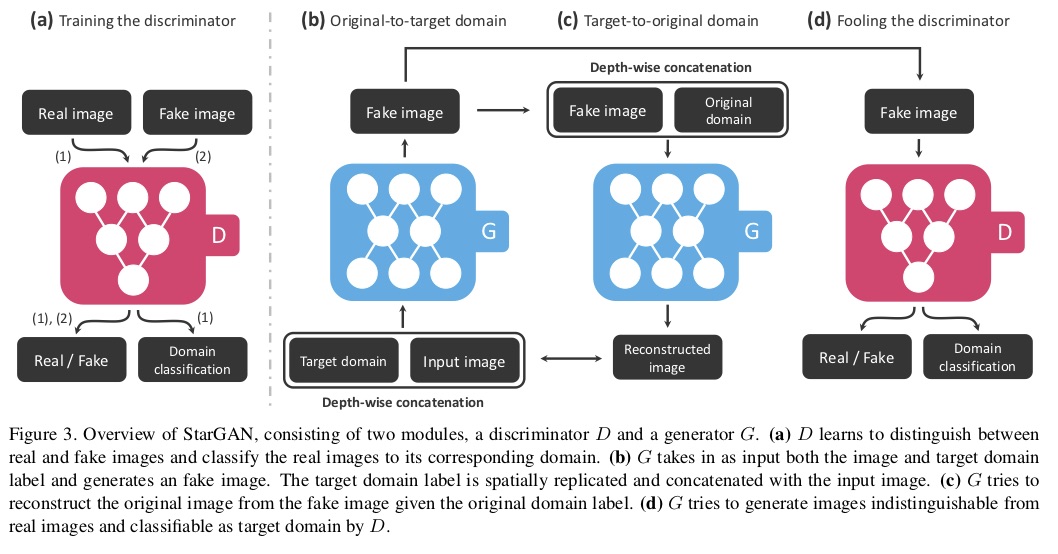 (a) Training the discriminator
(b) Original-to-target domain
(c) Target-to-original domain
(d) Fooling the discriminator
Real image
Fake image
(1)
(2)
D
(1), (2)
(1)
Real / Fake
Domain
classification
Fake image
G
Target domain
Input image
Depth-wise concatenation
Depth-wise concatenation
Fake image
Original
domain
G
Reconstructed
image
Fake image
D
Real / Fake
Domain
classification
Figure 3. Overview of StarGAN, consisting of two modules, a discriminator D and a generator G. (a) D learns to distinguish between
real and fake images and classify the real images to its corresponding domain. (b) G takes in as input both the image and target domain
label and generates an fake image. The target domain label is spatially replicated and concatenated with the input image. (c) G tries to
reconstruct the original image from the fake image given the original domain label. (d) G tries to generate images indistinguishable from
real images and classifiable as target domain by D.